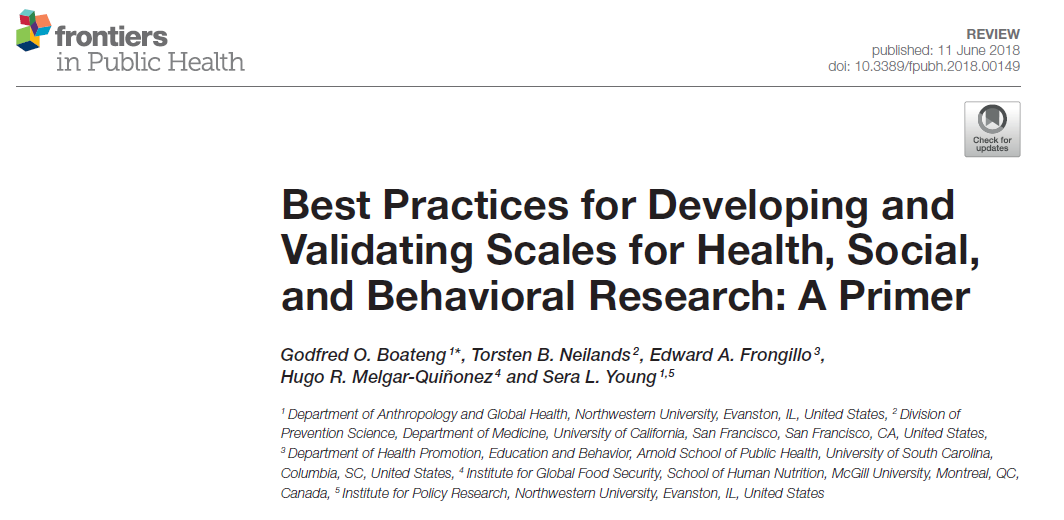 frontiers
in Public Health
REVIEW
published: 11 June 2018
doi: 10.3389/fpubh.2018.00149
Check for
updates
Best Practices for Developing and
Validating Scales for Health, Social,
and Behavioral Research: A Primer
Godfred O. Boateng 1*, Torsten B. Neilands 2, Edward A. Frongillo 3,
Hugo R. Melgar-Quiñonez 4 and Sera L. Young 1,5
1 Department of Anthropology and Global Health, Northwestern University, Evanston, IL, United States, 2 Division of
Prevention Science, Department of Medicine, University of California, San Francisco, San Francisco, CA, United States,
3 Department of Health Promotion, Education and Behavior, Arnold School of Public Health, University of South Carolina,
Columbia, SC, United States, 4 Institute for Global Food Security, School of Human Nutrition, McGill University, Montreal, QC,
Canada, 5 Institute for Policy Research, Northwestern University, Evanston, IL, United States